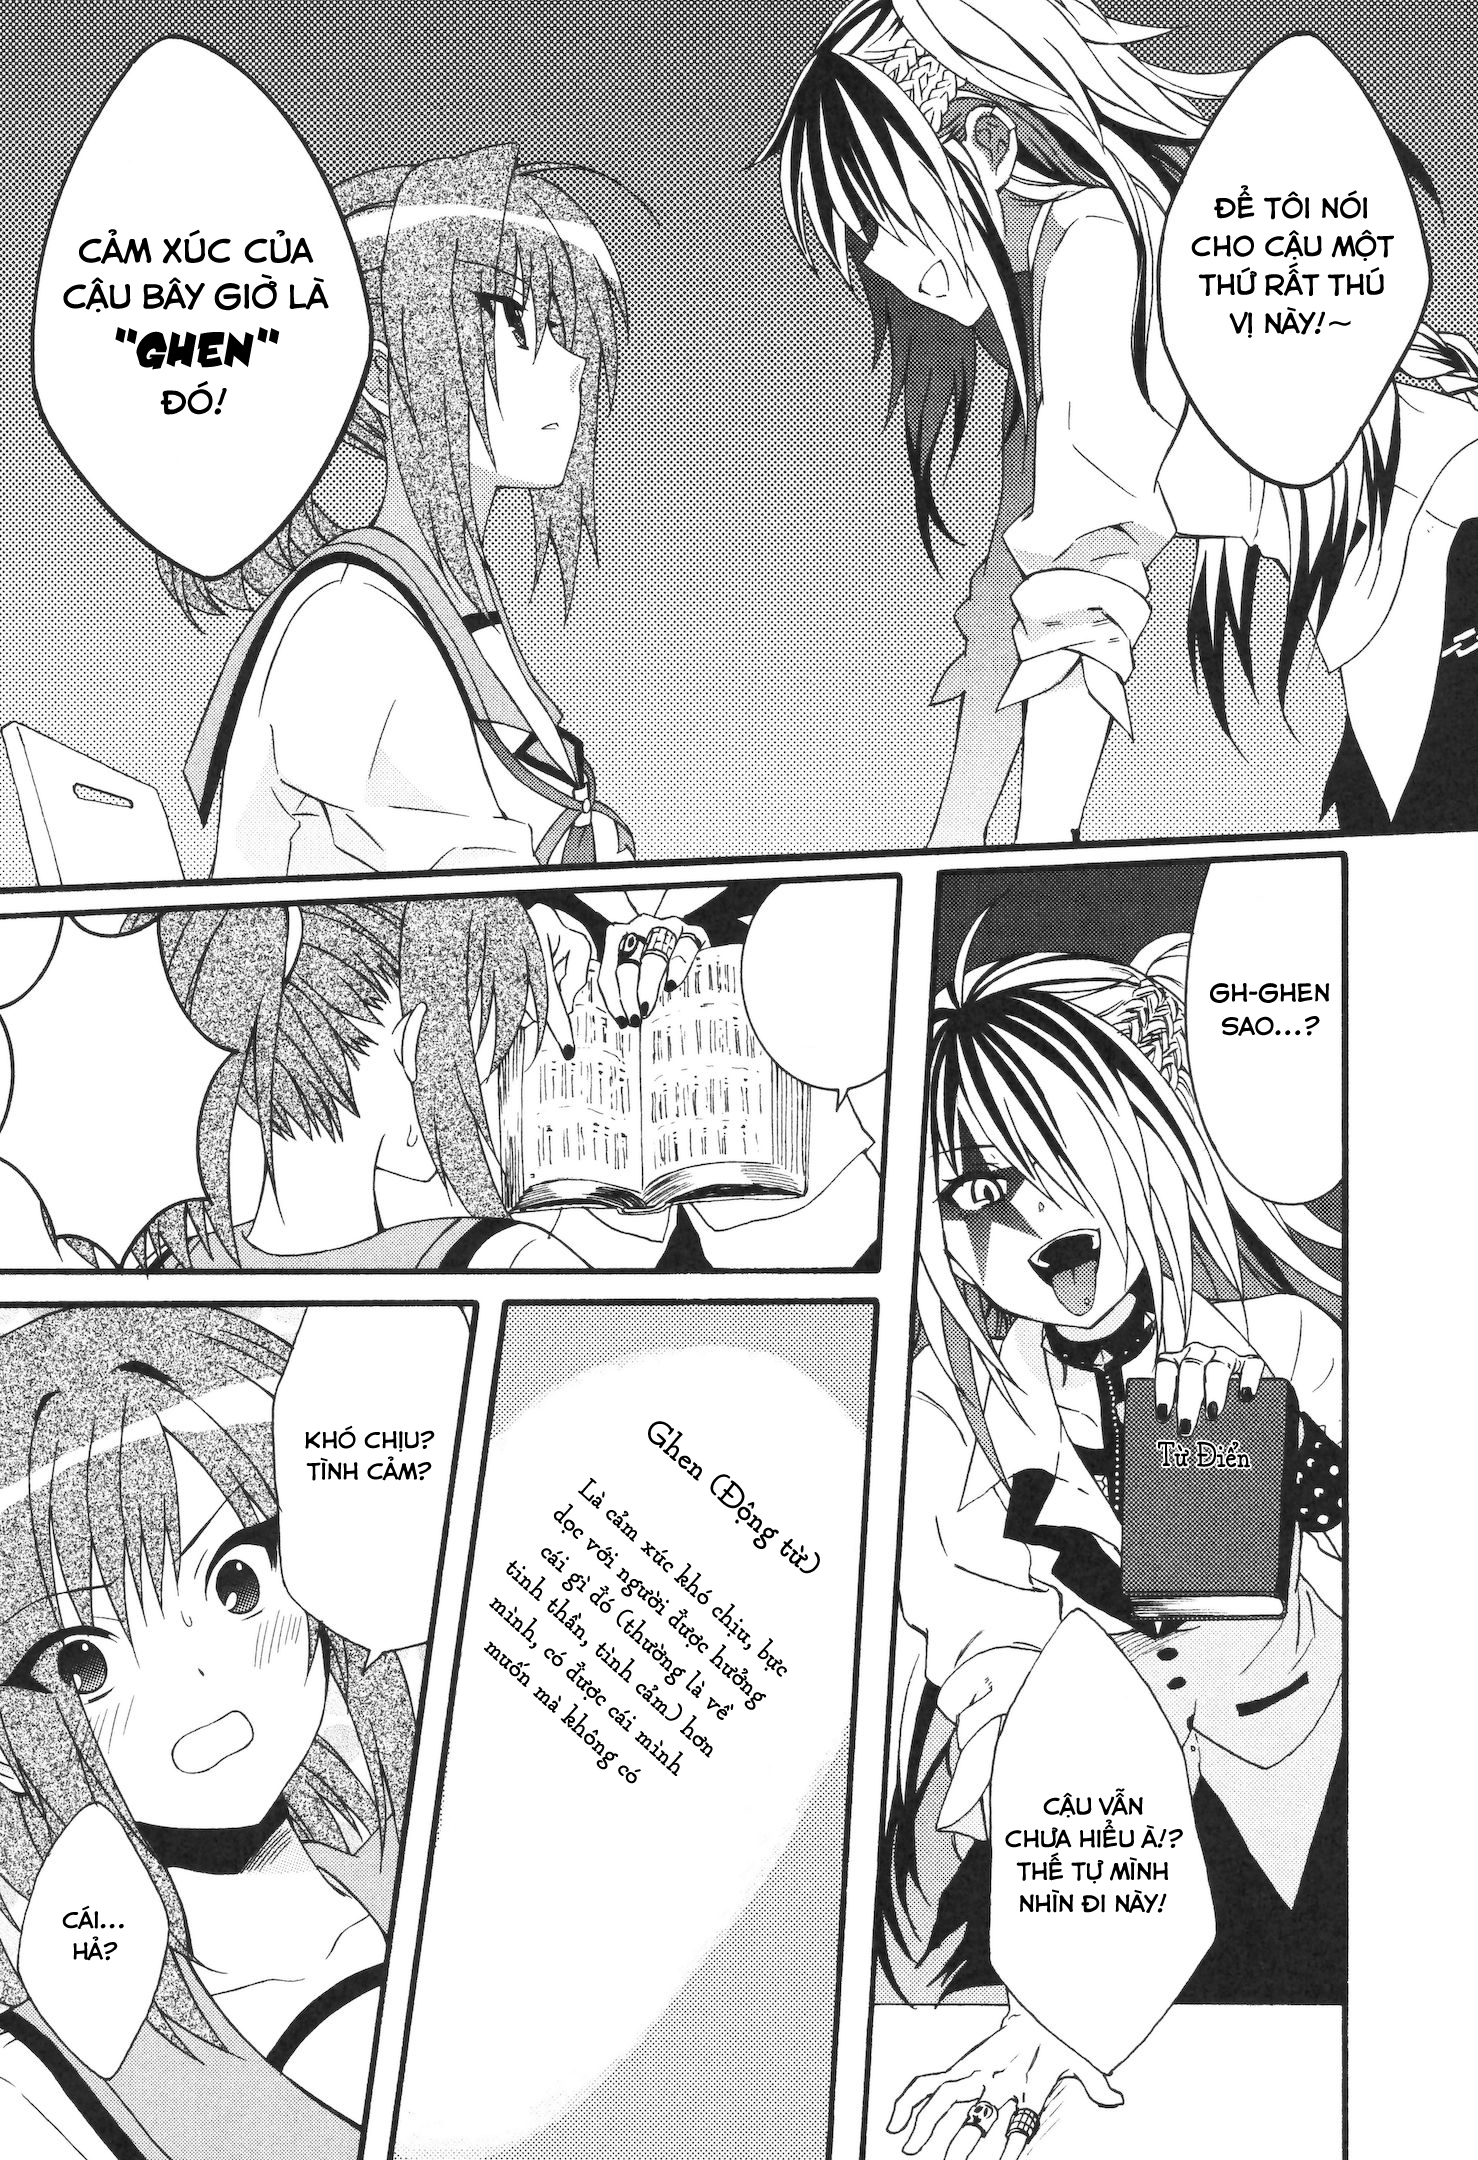 ĐỂ TÔI NÓI
CHO CẬU MỘT
THỨ RẤT THÚ
VỊ NÀY!~
CẢM XÚC CỦA
CẬU BÂY GIỜ LÀ
"GHEN"
ĐÓ!
GH-GHEN
SAO...?
Từ Điển
CẬU VẪN
CHƯA HIỂU À!?
THẾ TỰ MÌNH
NHÌN ĐI NÀY!
Ghen (Động từ)
Là cảm xúc khó chịu, bực
dọc với người được hưởng
cái gì đó (thường là về
tinh thần, tình cảm) hơn
mình, có được cái mình
muốn mà không có
KHÓ CHỊU?
TÌNH CẢM?
CÁI...
HẢ?